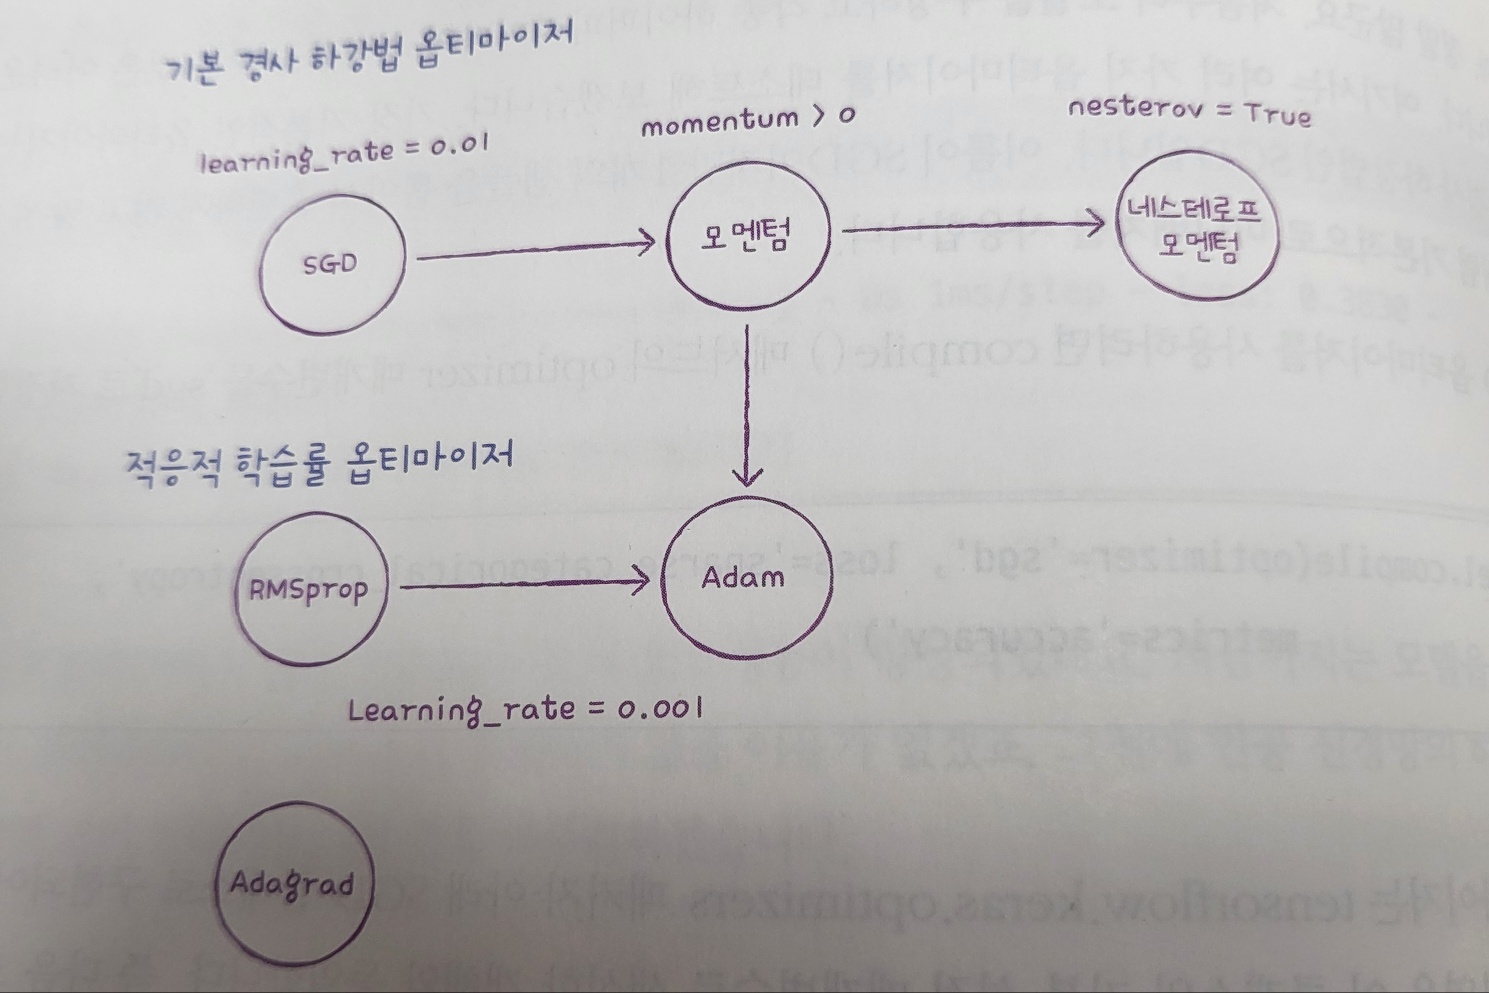 기본 경사 하강법 옵티마이저
learning_rate = 0.01
momentum > 0
nesterov = True
SGD
모멘텀
네스테로프
모멘텀
적응적 학습률 옵티마이저
RMSprop
Adam
Learning_rate = 0.001
Adagrad